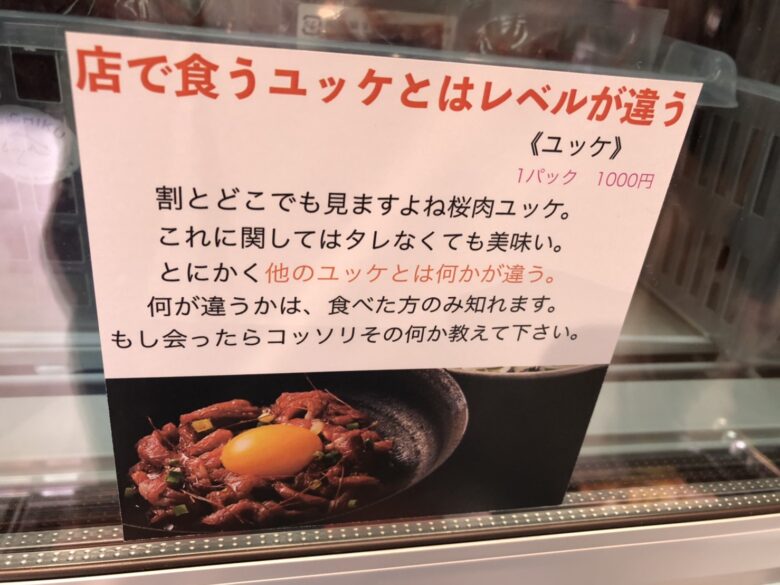 店で食うユッケとはレベルが違う
《ユッケ》
1パック 1000円
割とどこでも見ますよね桜肉ユッケ。
これに関してはタレなくても美味い。
とにかく他のユッケとは何かが違う。
何が違うかは、食べた方のみ知れます。
もし会ったらコッソリその何か教えて下さい。